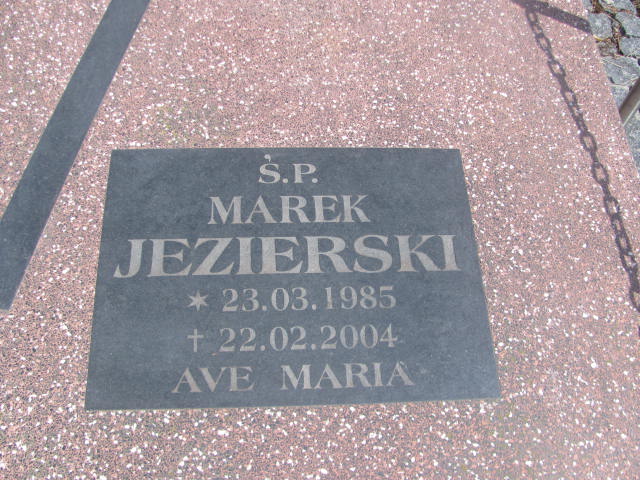 Ś.P.
MAREK
JEZIERSKI
✶ 23.03.1985
† 22.02.2004
AVE MARIA